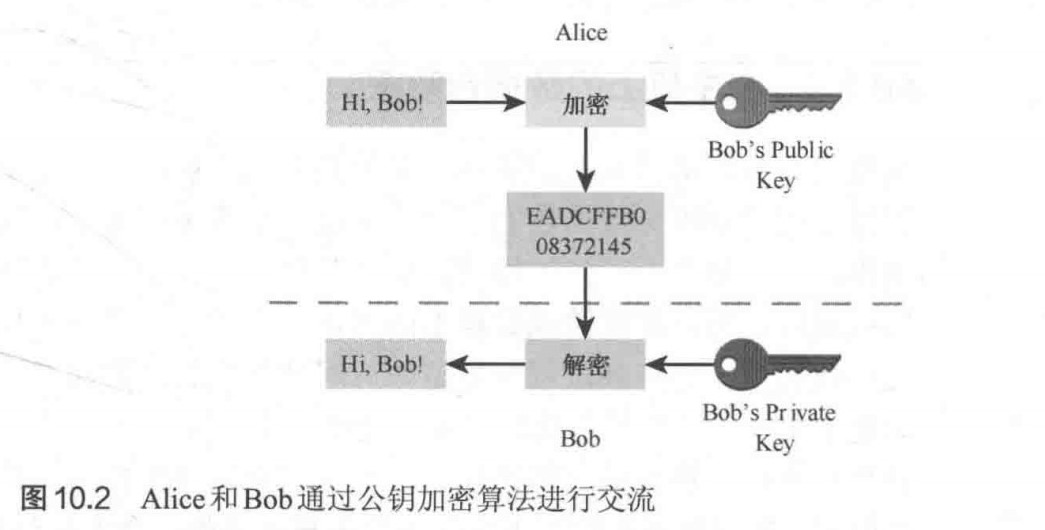 Alice
Hi, Bob!
加密
Bob's Public
Key
EADCFFB0
08372145
Hi, Bob!
解密
Bob's Private
Key
Bob
图10.2 Alice和Bob通过公钥加密算法进行交流